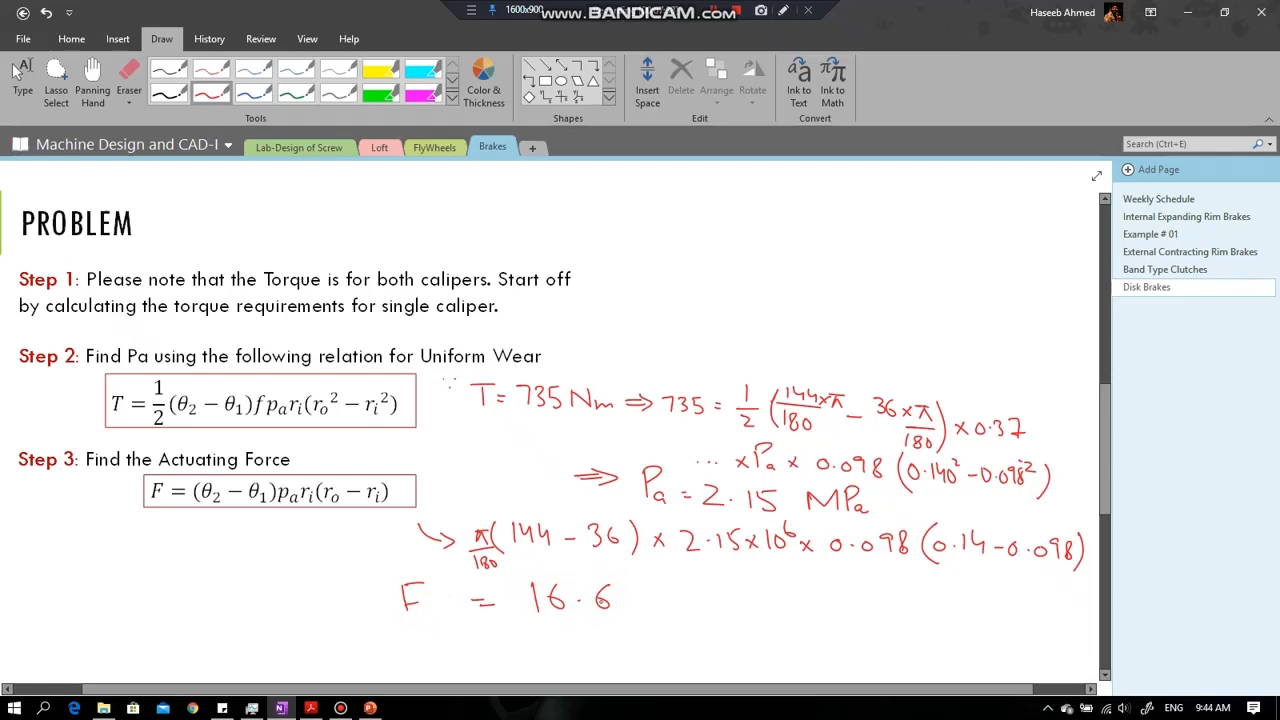 1600x900
www.BANDICAM.com
Haseeb Ahmed
File Home Insert Draw History Review View Help
Type Lasso Select Panning Hand Eraser Color & Thickness Insert Space Delete Arrange Rotate Ink to Text Ink to Math
Tools Shapes Edit Convert
Machine Design and CAD-I Lab-Design of Screw Loft FlyWheels Brakes Search (Ctrl+E)
Add Page
Weekly Schedule
Internal Expanding Rim Brakes
Example # 01
External Contracting Rim Brakes
Band Type Clutches
Disk Brakes
PROBLEM
Step 1: Please note that the Torque is for both calipers. Start off
by calculating the torque requirements for single caliper.
Step 2: Find Pa using the following relation for Uniform Wear
T = 1/2 (θ₂ − θ₁)fpₐrᵢ(rₒ² − rᵢ²)
Step 3: Find the Actuating Force
F = (θ₂ − θ₁)pₐrᵢ(rₒ − rᵢ)
T = 735 Nm ⇒ 735 = 1/2 (144×π/180 − 36×π/180) × 0.37
... × Pa × 0.098 (0.140² − 0.098²)
⇒ Pa = 2.15 MPa
π/180 (144 − 36) × 2.15×10⁶ × 0.098 (0.14 − 0.098)
F = 16.6
ENG 9:44 AM